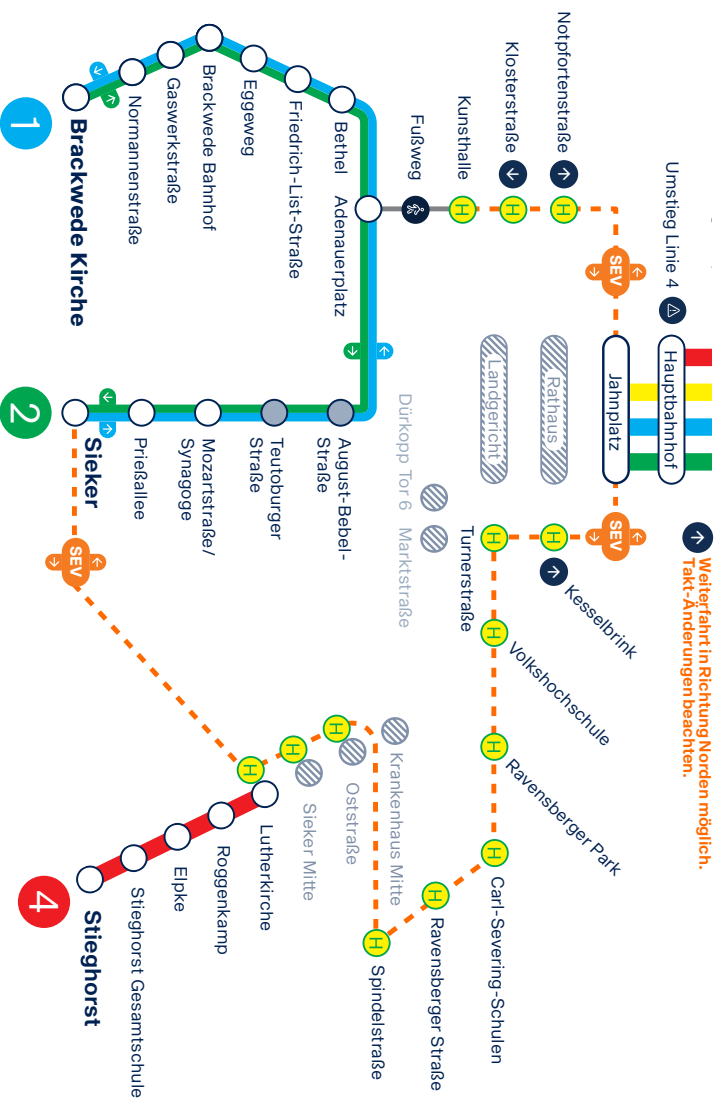 Weiterfahrt in Richtung Norden möglich.
Takt-Änderungen beachten.
Umstieg Linie 4
Hauptbahnhof
Jahnplatz
SEV
SEV
Notpfortenstraße
H
Klosterstraße
H
Kunsthalle
H
Fußweg
Rathaus
Landgericht
H
Kesselbrink
H
Turnerstraße
H
Volkshochschule
H
Ravensberger Park
H
Carl-Severing-Schulen
H
Ravensberger Straße
H
Spindelstraße
Dürkopp Tor 6
Marktstraße
Krankenhaus Mitte
H
Oststraße
H
Sieker Mitte
H
Lutherkirche
Roggenkamp
Elpke
Stieghorst Gesamtschule
Stieghorst
4
Adenauerplatz
Bethel
Friedrich-List-Straße
Eggeweg
Brackwede Bahnhof
Gaswerkstraße
Normannenstraße
Brackwede Kirche
1
August-Bebel-
Straße
Teutoburger
Straße
Mozartstraße/
Synagoge
Prießallee
Sieker
2
SEV